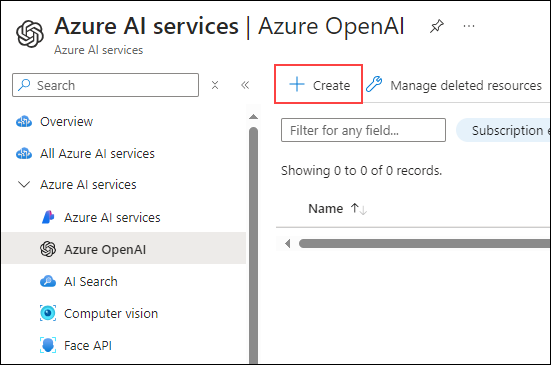 Azure AI services | Azure OpenAI
Azure AI services
Search
Create
Manage deleted resources
Overview
All Azure AI services
Azure AI services
Azure AI services
Azure OpenAI
AI Search
Computer vision
Face API
Filter for any field...
Subscription e
Showing 0 to 0 of 0 records.
Name